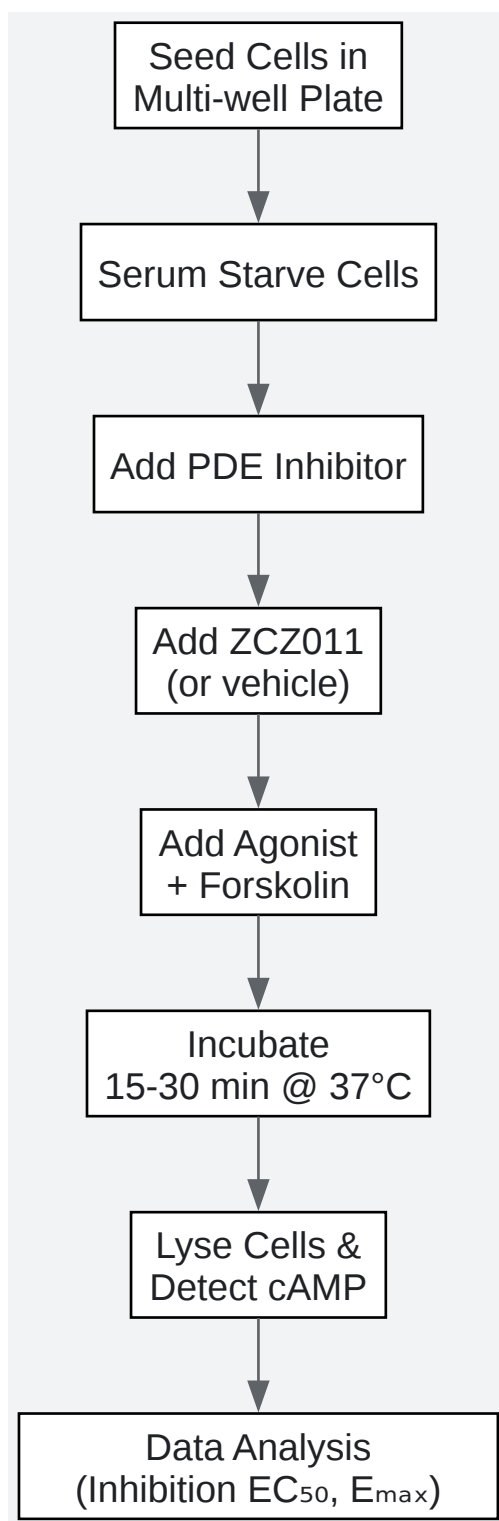 Seed Cells in
Multi-well Plate
Serum Starve Cells
Add PDE Inhibitor
Add ZCZ011
(or vehicle)
Add Agonist
+ Forskolin
Incubate
15-30 min @ 37°C
Lyse Cells &
Detect cAMP
Data Analysis
(Inhibition EC₅₀, Eₘₐₓ)